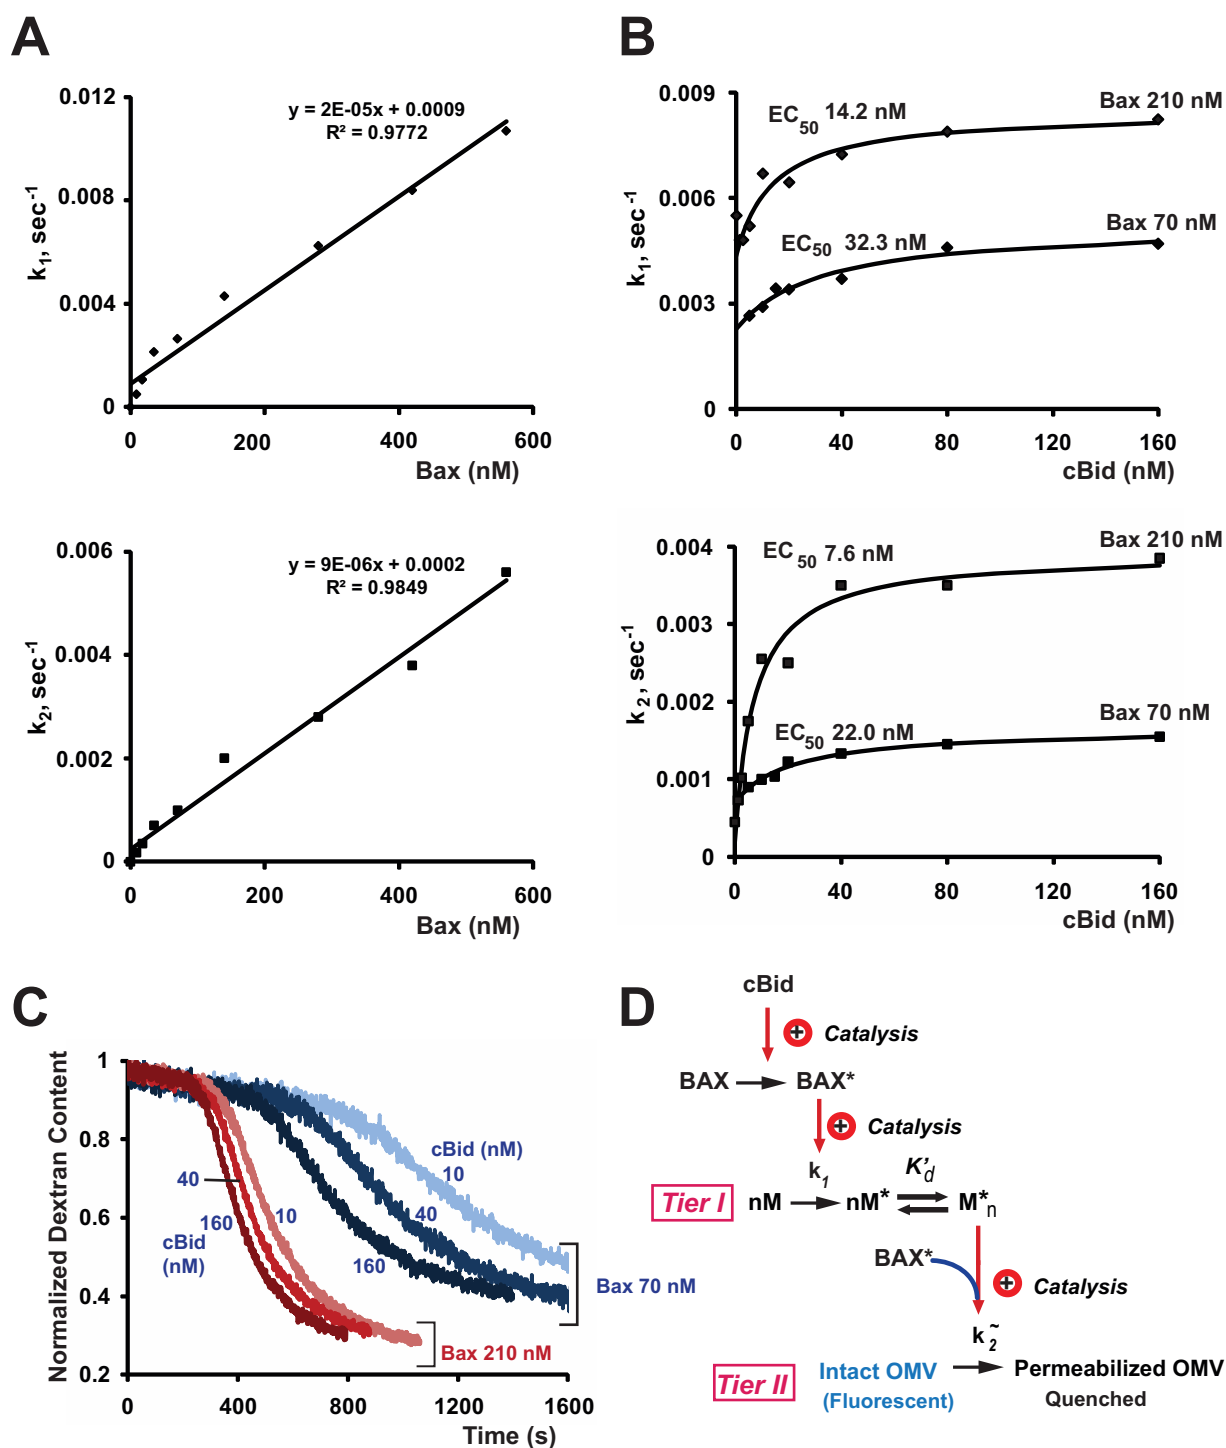 A
0.012
0.008
0.004
0
k1, sec-1
y = 2E-05x + 0.0009
R² = 0.9772
0 200 400 600
Bax (nM)
0.006
0.004
0.002
0
k2, sec-1
y = 9E-06x + 0.0002
R² = 0.9849
0 200 400 600
Bax (nM)
B
0.009
0.006
0.003
0
k1, sec-1
EC50 14.2 nM
Bax 210 nM
EC50 32.3 nM
Bax 70 nM
0 40 80 120 160
cBid (nM)
0.004
0.003
0.002
0.001
0
k2, sec-1
EC50 7.6 nM
Bax 210 nM
EC50 22.0 nM
Bax 70 nM
0 40 80 120 160
cBid (nM)
C
Normalized Dextran Content
1
0.8
0.6
0.4
0.2
cBid (nM)
10
40
160
40
160
10
cBid
(nM)
Bax 70 nM
Bax 210 nM
0 400 800 1200 1600
Time (s)
D
cBid
+ Catalysis
BAX BAX*
+ Catalysis
k1 K'd
Tier I nM nM* M*n
BAX*
+ Catalysis
k2~
Tier II Intact OMV Permeabilized OMV
(Fluorescent) Quenched